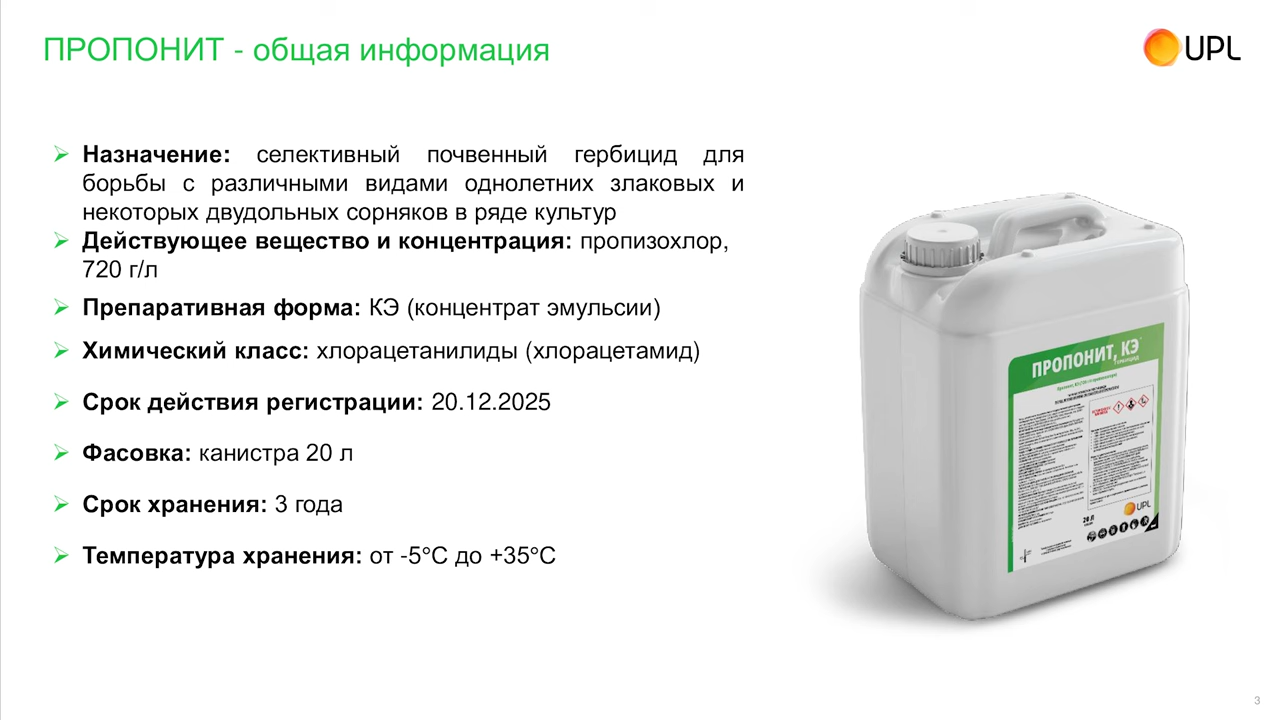 ПРОПОНИТ - общая информация
UPL
Назначение: селективный почвенный гербицид для
борьбы с различными видами однолетних злаковых и
некоторых двудольных сорняков в ряде культур
Действующее вещество и концентрация: пропизохлор,
720 г/л
Препаративная форма: КЭ (концентрат эмульсии)
Химический класс: хлорацетанилиды (хлорацетамид)
Срок действия регистрации: 20.12.2025
Фасовка: канистра 20 л
Срок хранения: 3 года
Температура хранения: от -5°C до +35°C
ПРОПОНИТ, КЭ
гербицид
UPL
20 Л
3